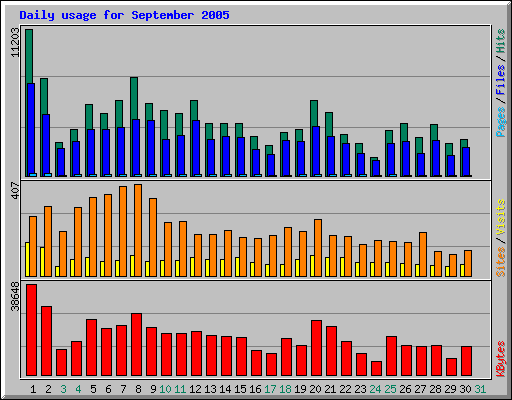 Daily usage for September 2005
11203
407
38648
Pages / Files / Hits
Sites / Visits
KBytes
1 2 3 4 5 6 7 8 9 10 11 12 13 14 15 16 17 18 19 20 21 22 23 24 25 26 27 28 29 30 31